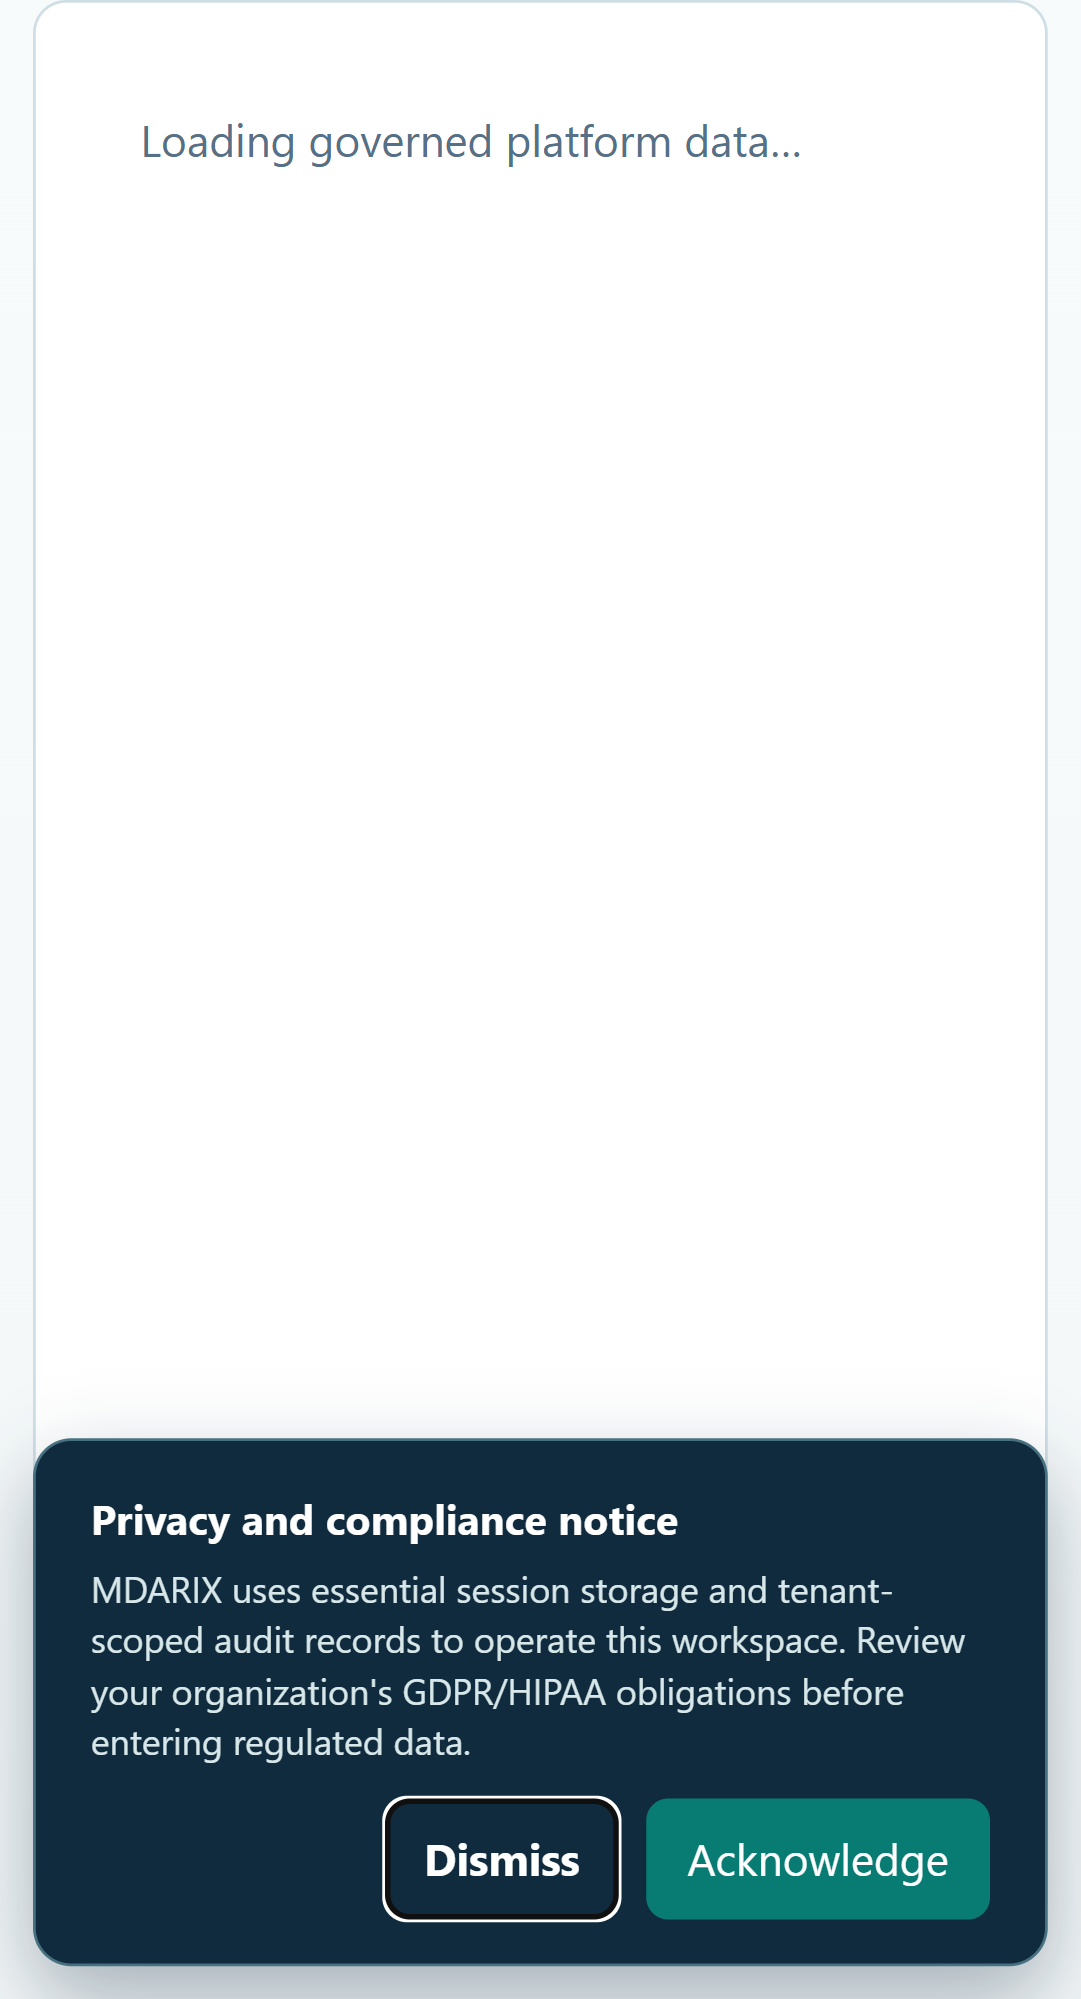 Loading governed platform data...
Privacy and compliance notice
MDARIX uses essential session storage and tenant-
scoped audit records to operate this workspace. Review
your organization's GDPR/HIPAA obligations before
entering regulated data.
Dismiss
Acknowledge